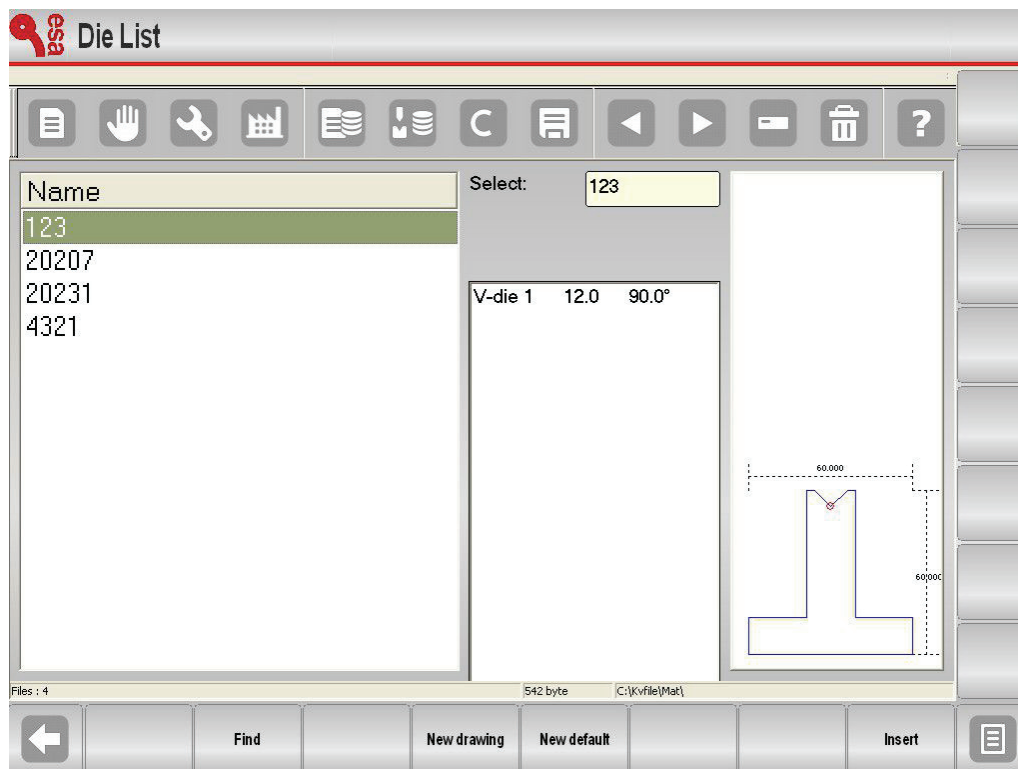 esa
Die List
C
?
Name
123
20207
20231
4321
Select: 123
V-die 1 12.0 90.0°
60.000
60.000
Files : 4 542 byte C:\Kvfile\Mat\
Find New drawing New default Insert